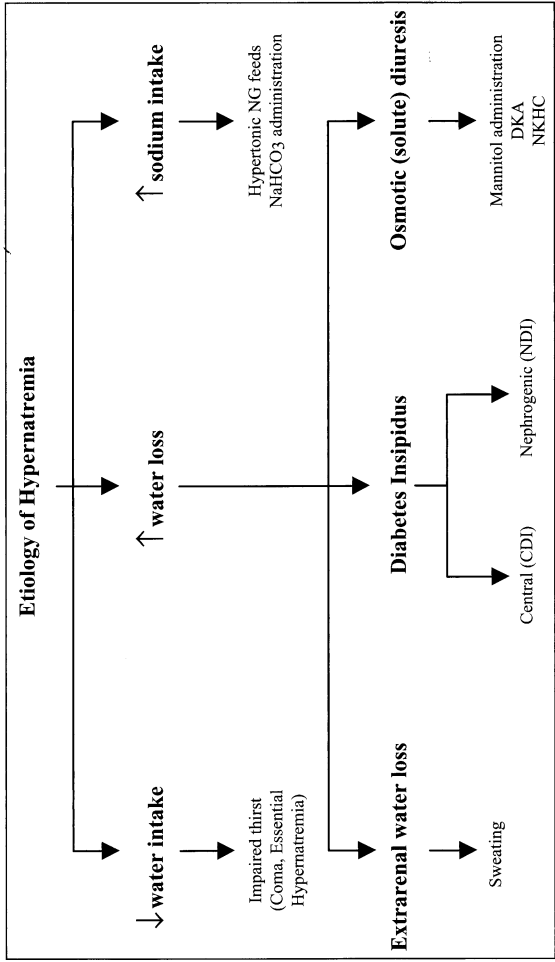 Etiology of Hypernatremia
↓ water intake
↑ water loss
↑ sodium intake
Impaired thirst
(Coma, Essential
Hypernatremia)
Hypertonic NG feeds
NaHCO3 administration
Extrarenal water loss
Diabetes Insipidus
Osmotic (solute) diuresis
Sweating
Central (CDI)
Nephrogenic (NDI)
Mannitol administration
DKA
NKHC